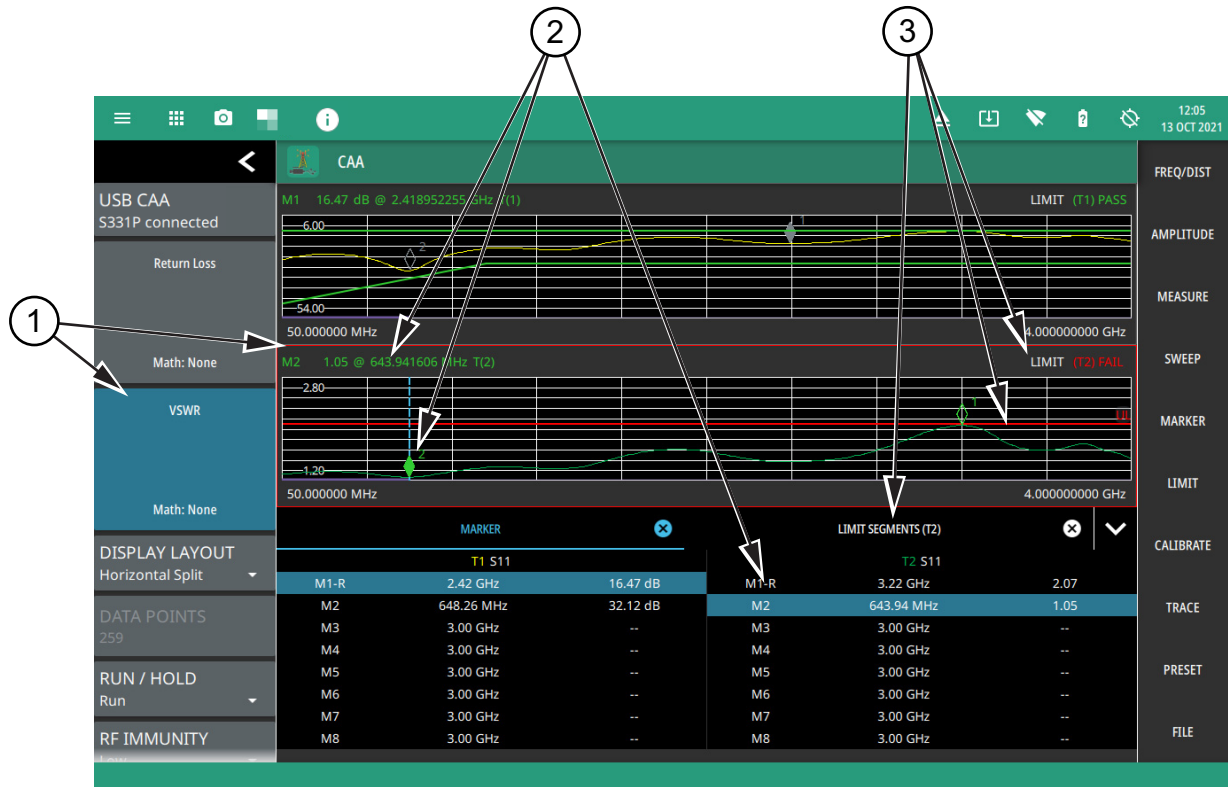 2
3
1
12:05
13 OCT 2021
CAA
USB CAA
S331P connected
Return Loss
Math: None
VSWR
Math: None
DISPLAY LAYOUT
Horizontal Split
DATA POINTS
259
RUN / HOLD
Run
RF IMMUNITY
M1 16.47 dB @ 2.418952255 GHz T(1) LIMIT (T1) PASS
6.00
1
2
54.00
50.000000 MHz 4.000000000 GHz
M2 1.05 @ 643.941606 MHz T(2) LIMIT (T2) FAIL
2.80
1
2
1.20
50.000000 MHz 4.000000000 GHz
MARKER LIMIT SEGMENTS (T2)
T1 S11 T2 S11
M1-R 2.42 GHz 16.47 dB M1-R 3.22 GHz 2.07
M2 648.26 MHz 32.12 dB M2 643.94 MHz 1.05
M3 3.00 GHz -- M3 3.00 GHz --
M4 3.00 GHz -- M4 3.00 GHz --
M5 3.00 GHz -- M5 3.00 GHz --
M6 3.00 GHz -- M6 3.00 GHz --
M7 3.00 GHz -- M7 3.00 GHz --
M8 3.00 GHz -- M8 3.00 GHz --
FREQ/DIST
AMPLITUDE
MEASURE
SWEEP
MARKER
LIMIT
CALIBRATE
TRACE
PRESET
FILE